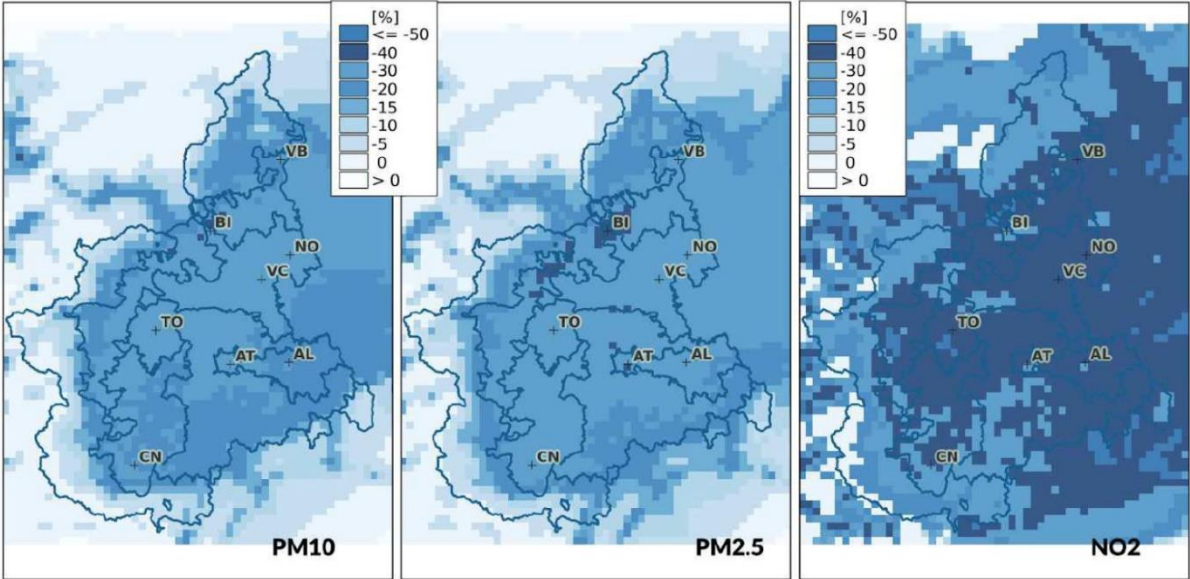 [%]
<= -50
-40
-30
-20
-15
-10
-5
0
> 0
VB
BI
NO
VC
TO
AT
AL
CN
PM10
[%]
<= -50
-40
-30
-20
-15
-10
-5
0
> 0
VB
BI
NO
VC
TO
AT
AL
CN
PM2.5
[%]
<= -50
-40
-30
-20
-15
-10
-5
0
> 0
VB
BI
NO
VC
TO
AT
AL
CN
NO2